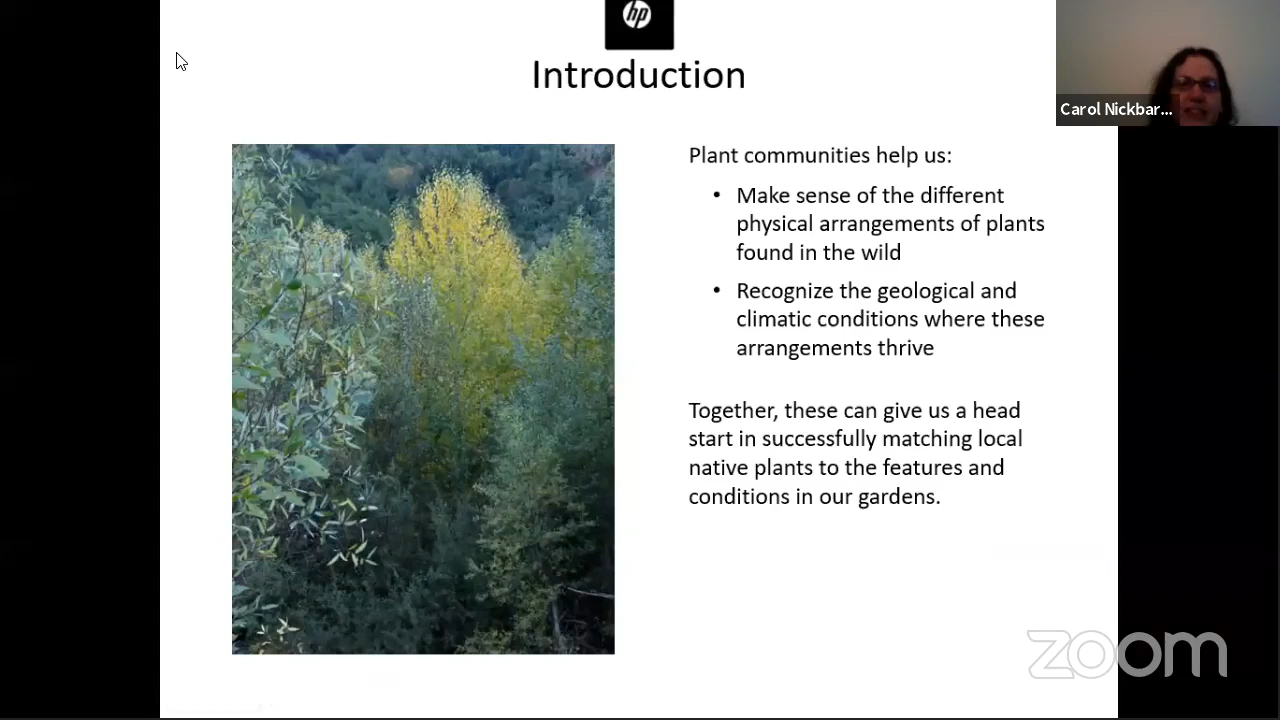 hp
Introduction
Carol Nickbar...
Plant communities help us:
• Make sense of the different
physical arrangements of plants
found in the wild
• Recognize the geological and
climatic conditions where these
arrangements thrive
Together, these can give us a head
start in successfully matching local
native plants to the features and
conditions in our gardens.
zoom